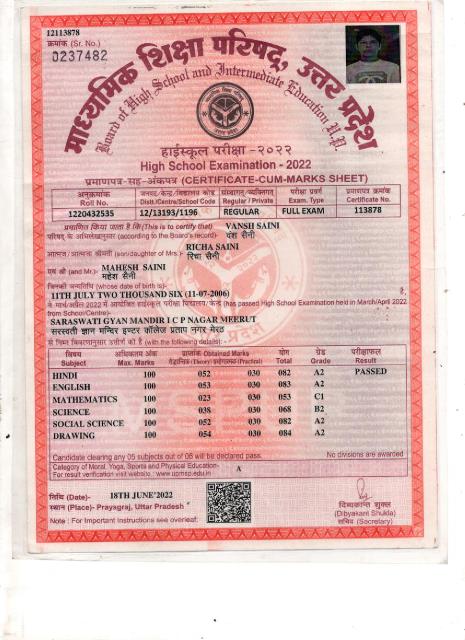 12113878
क्रमांक (Sr. No.)
0237482
माध्यमिक शिक्षा परिषद, उत्तर प्रदेश
Board of High School and Intermediate Education U.P.
हाईस्कूल परीक्षा -२०२२
High School Examination - 2022
प्रमाणपत्र-सह-अंकपत्र (CERTIFICATE-CUM-MARKS SHEET)
अनुक्रमांक जनपद/केन्द्र/विद्यालय कोड संस्थागत/व्यक्तिगत परीक्षा प्रवर्ग प्रमाणपत्र क्रमांक
Roll No. Distt./Centre/School Code Regular / Private Exam. Type Certificate No.
1220432535 12/13193/1196 REGULAR FULL EXAM 113878
प्रमाणित किया जाता है कि (This is to certify that) VANSH SAINI
परिषद के अभिलेखानुसार (according to the Board's record)- वंश सैनी
RICHA SAINI
आत्मज/आत्मजा श्रीमती (son/daughter of Mrs.)- रिचा सैनी
MAHESH SAINI
एवं श्री (and Mr.)- महेश सैनी
जिनकी जन्मतिथि (whose date of birth is)-
11TH JULY TWO THOUSAND SIX (11-07-2006) है,
ने मार्च/अप्रैल 2022 में आयोजित हाईस्कूल परीक्षा विद्यालय/केन्द्र (has passed High School Examination held in March/April 2022
from School/Centre)-
SARASWATI GYAN MANDIR I C P NAGAR MEERUT
सरस्वती ज्ञान मन्दिर इण्टर कॉलेज प्रताप नगर मेरठ
से निम्न विवरणानुसार उत्तीर्ण की है (with following details):-
विषय अधिकतम अंक प्राप्तांक Obtained Marks योग ग्रेड परीक्षाफल
Subject Max. Marks सैद्धान्तिक (Theory) प्रयोगात्मक (Practical) Total Grade Result
HINDI 100 052 030 082 A2 PASSED
ENGLISH 100 053 030 083 A2
MATHEMATICS 100 023 030 053 C1
SCIENCE 100 038 030 068 B2
SOCIAL SCIENCE 100 052 030 082 A2
DRAWING 100 054 030 084 A2
Candidate clearing any 05 subjects out of 06 will be declared pass. No divisions are awarded
Category of Moral, Yoga, Sports and Physical Education- A
For result verification visit website : www.upmsp.edu.in
तिथि (Date)- 18TH JUNE'2022
स्थान (Place)- Prayagraj, Uttar Pradesh
दिव्यकान्त शुक्ल
(Dibyakant Shukla)
सचिव (Secretary)
Note : For Important Instructions see overleaf.